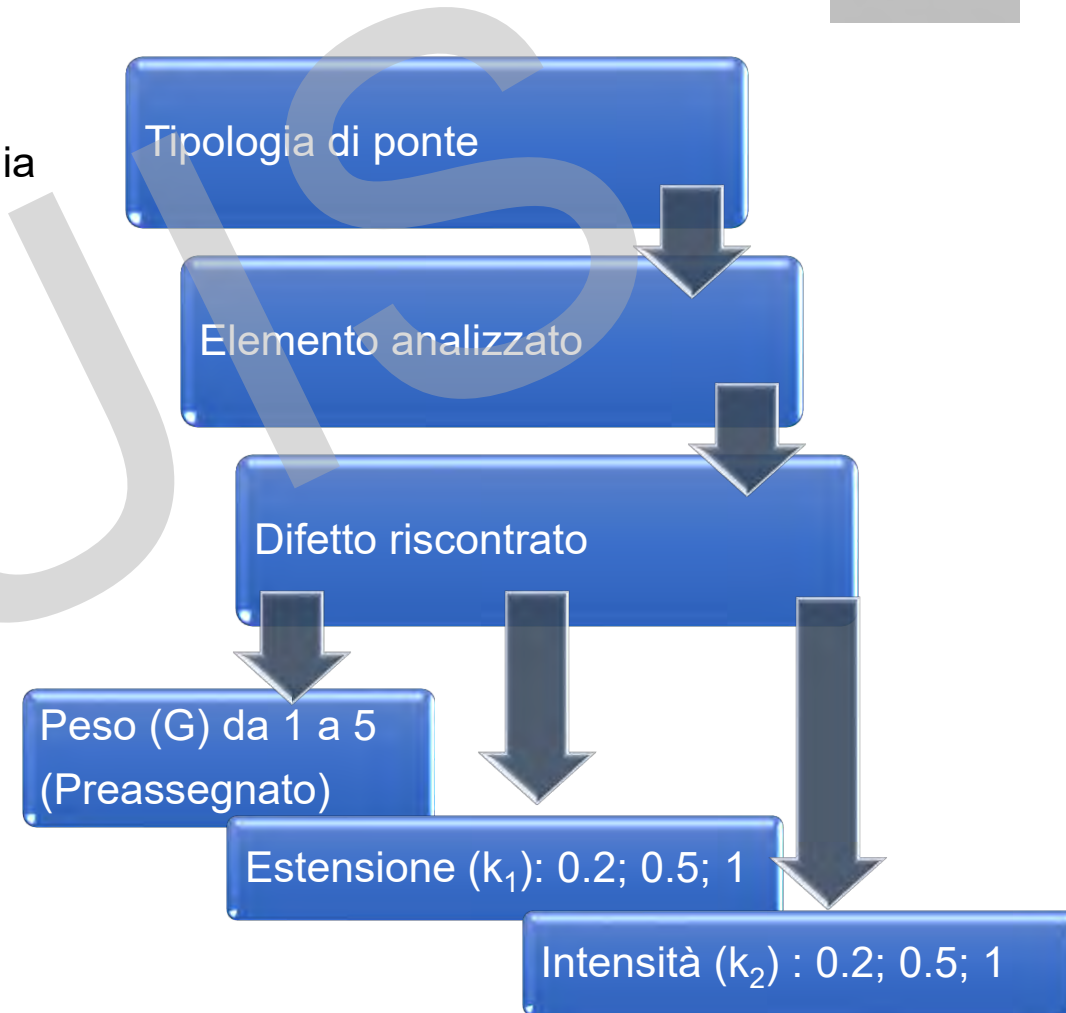 Tipologia di ponte
ia
Elemento analizzato
Difetto riscontrato
Peso (G) da 1 a 5
(Preassegnato)
Estensione (k₁): 0.2; 0.5; 1
Intensità (k₂) : 0.2; 0.5; 1